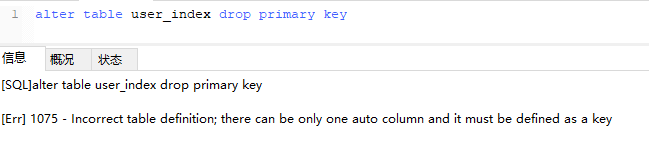 1 alter table user_index drop primary key
信息 概况 状态
[SQL]alter table user_index drop primary key
[Err] 1075 - Incorrect table definition; there can be only one auto column and it must be defined as a key